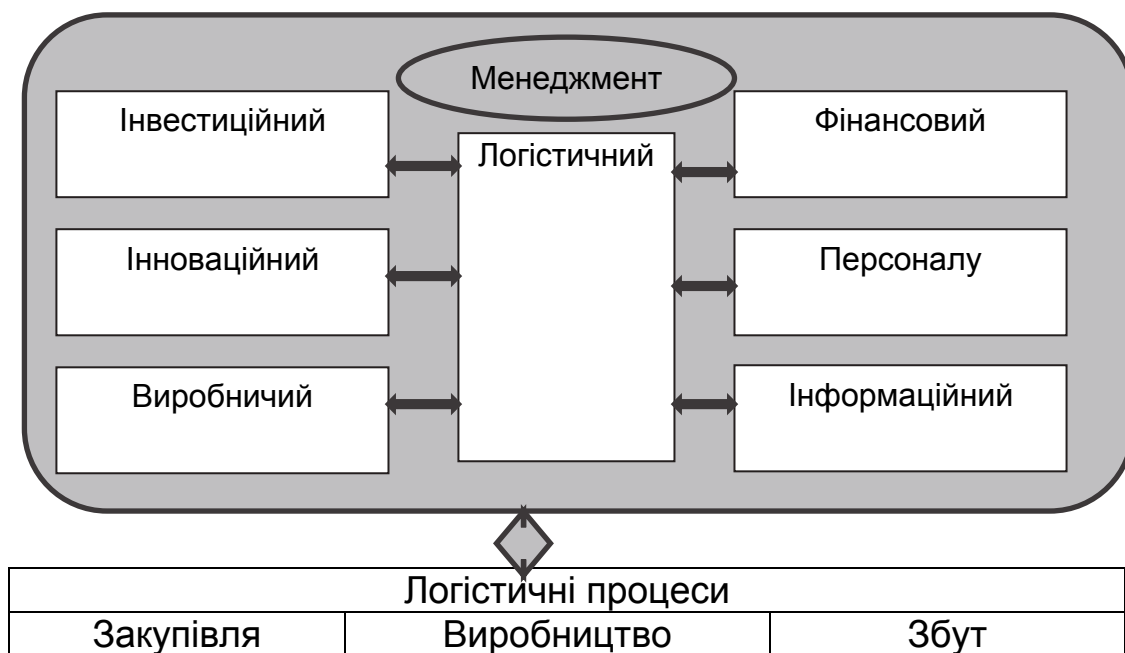 Менеджмент
Інвестиційний
Логістичний
Фінансовий
Інноваційний
Персоналу
Виробничий
Інформаційний
Логістичні процеси
Закупівля
Виробництво
Збут